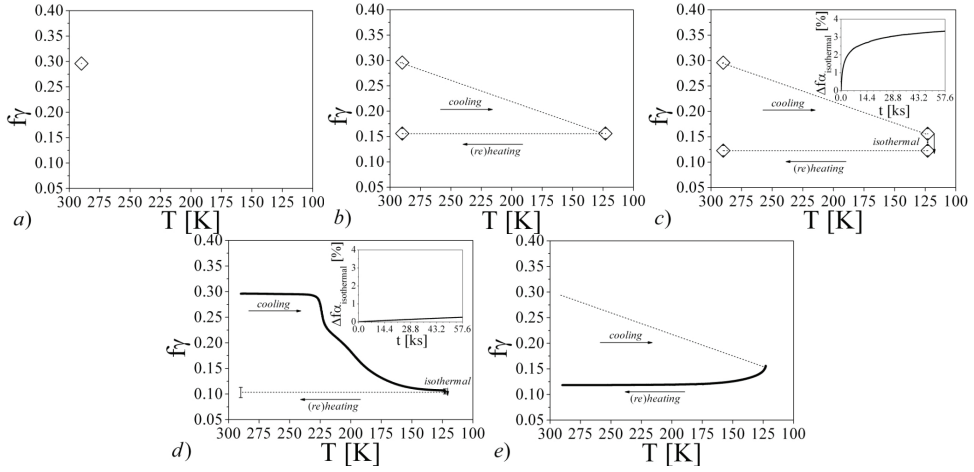 0.40
0.35
0.30
0.25
0.20
0.15
0.10
0.05
fγ
300 275 250 225 200 175 150 125 100
T [K]
a)
0.40
0.35
0.30
0.25
0.20
0.15
0.10
0.05
fγ
cooling
(re)heating
300 275 250 225 200 175 150 125 100
T [K]
b)
0.40
0.35
0.30
0.25
0.20
0.15
0.10
0.05
fγ
cooling
isothermal
(re)heating
300 275 250 225 200 175 150 125 100
T [K]
c)
Δfα isothermal [%]
4
3
2
1
0
0.0 14.4 28.8 43.2 57.6
t [ks]
0.40
0.35
0.30
0.25
0.20
0.15
0.10
0.05
fγ
cooling
isothermal
(re)heating
300 275 250 225 200 175 150 125 100
T [K]
d)
Δfα isothermal [%]
4
3
2
1
0
0.0 14.4 28.8 43.2 57.6
t [ks]
0.40
0.35
0.30
0.25
0.20
0.15
0.10
0.05
fγ
cooling
(re)heating
300 275 250 225 200 175 150 125 100
T [K]
e)